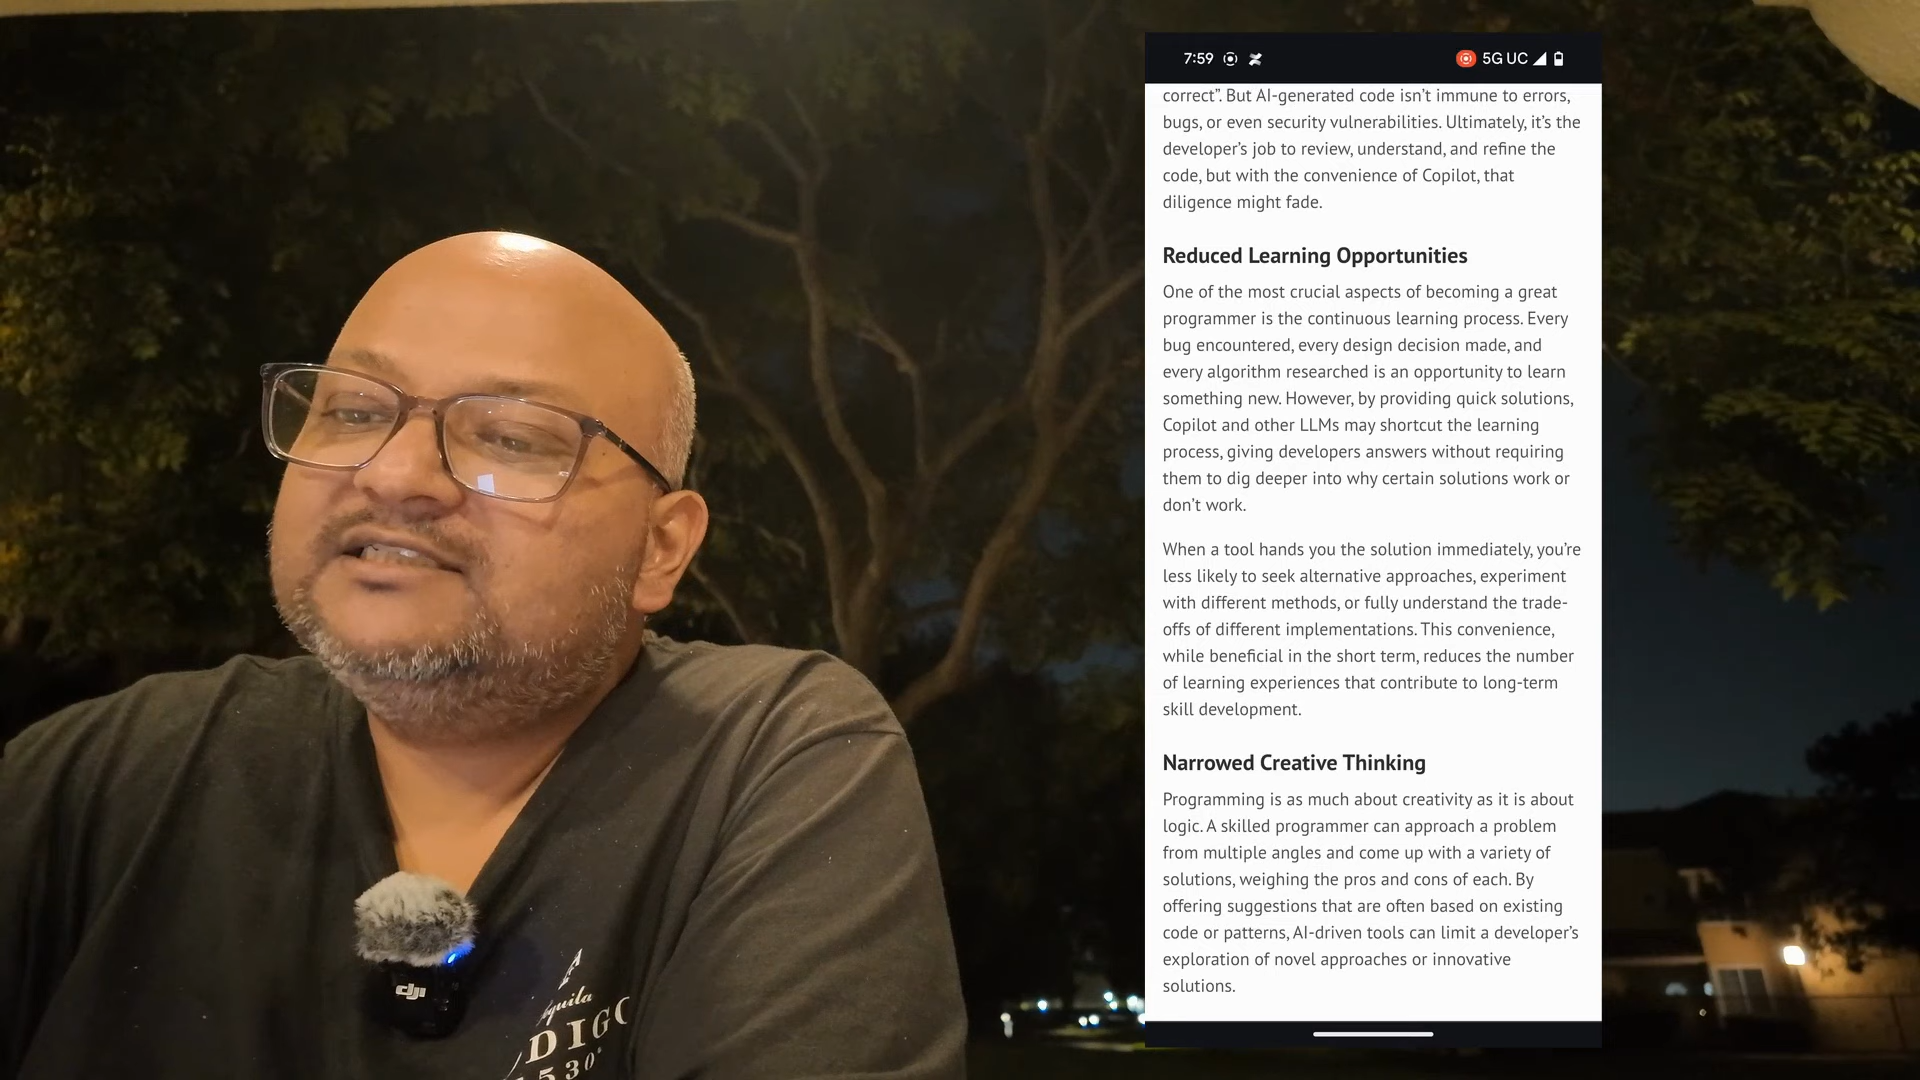 7:59
5G UC
correct”. But AI-generated code isn’t immune to errors,
bugs, or even security vulnerabilities. Ultimately, it’s the
developer’s job to review, understand, and refine the
code, but with the convenience of Copilot, that
diligence might fade.
Reduced Learning Opportunities
One of the most crucial aspects of becoming a great
programmer is the continuous learning process. Every
bug encountered, every design decision made, and
every algorithm researched is an opportunity to learn
something new. However, by providing quick solutions,
Copilot and other LLMs may shortcut the learning
process, giving developers answers without requiring
them to dig deeper into why certain solutions work or
don’t work.
When a tool hands you the solution immediately, you’re
less likely to seek alternative approaches, experiment
with different methods, or fully understand the trade-
offs of different implementations. This convenience,
while beneficial in the short term, reduces the number
of learning experiences that contribute to long-term
skill development.
Narrowed Creative Thinking
Programming is as much about creativity as it is about
logic. A skilled programmer can approach a problem
from multiple angles and come up with a variety of
solutions, weighing the pros and cons of each. By
offering suggestions that are often based on existing
code or patterns, AI-driven tools can limit a developer’s
exploration of novel approaches or innovative
solutions.
dji